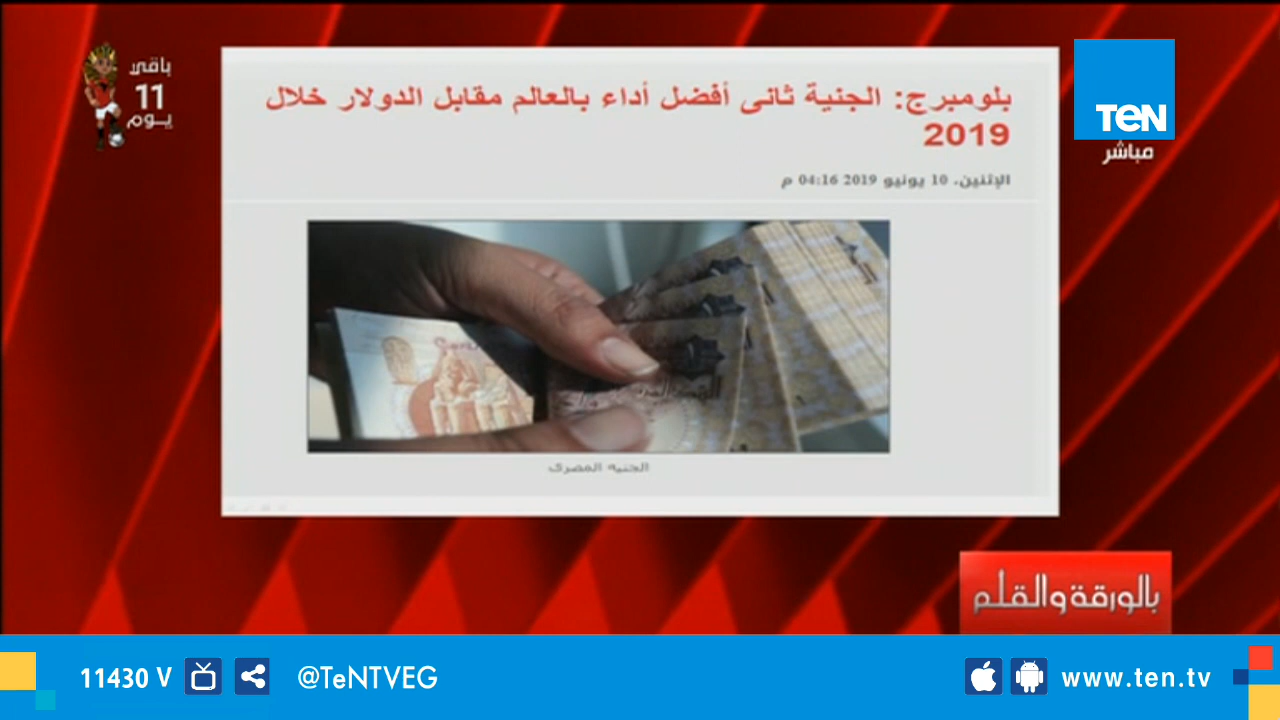 باقي
11
يوم
بلومبرج: الجنية ثانى أفضل أداء بالعالم مقابل الدولار خلال
2019
الإثنين، 10 يونيو 2019 04:16 م
الجنيه المصرى
TEN
مباشر
بالورقة والقلم
11430 V
@TeNTVEG
www.ten.tv